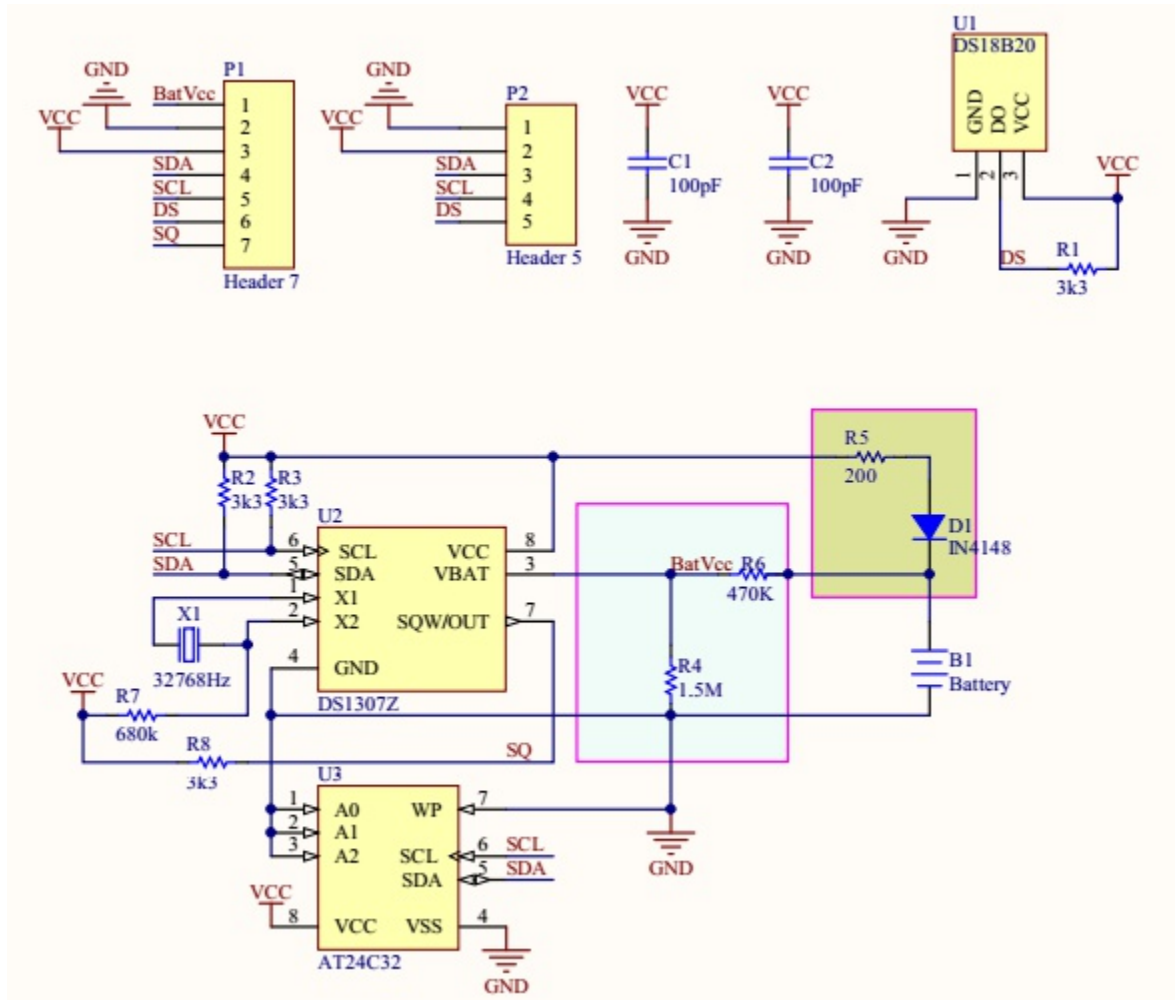 GND
P1
BatVcc
1
VCC
2
3
SDA
4
SCL
5
DS
6
SQ
7
Header 7
GND
P2
VCC
1
2
SDA
3
SCL
4
DS
5
Header 5
VCC
C1
100pF
GND
VCC
C2
100pF
GND
U1
DS18B20
GND
DO
VCC
1
2
3
VCC
GND
DS
R1
3k3
VCC
R2
3k3
R3
3k3
R5
200
D1
IN4148
U2
SCL
6
SCL
VCC
8
SDA
5
SDA
VBAT
3
BatVcc
R6
470K
1
X1
2
X2
SQW/OUT
7
X1
32768Hz
4
GND
DS1307Z
R4
1.5M
B1
Battery
VCC
R7
680k
R8
3k3
SQ
U3
1
A0
WP
7
2
A1
3
A2
SCL
6
SCL
SDA
5
SDA
GND
VCC
8
VCC
VSS
4
AT24C32
GND